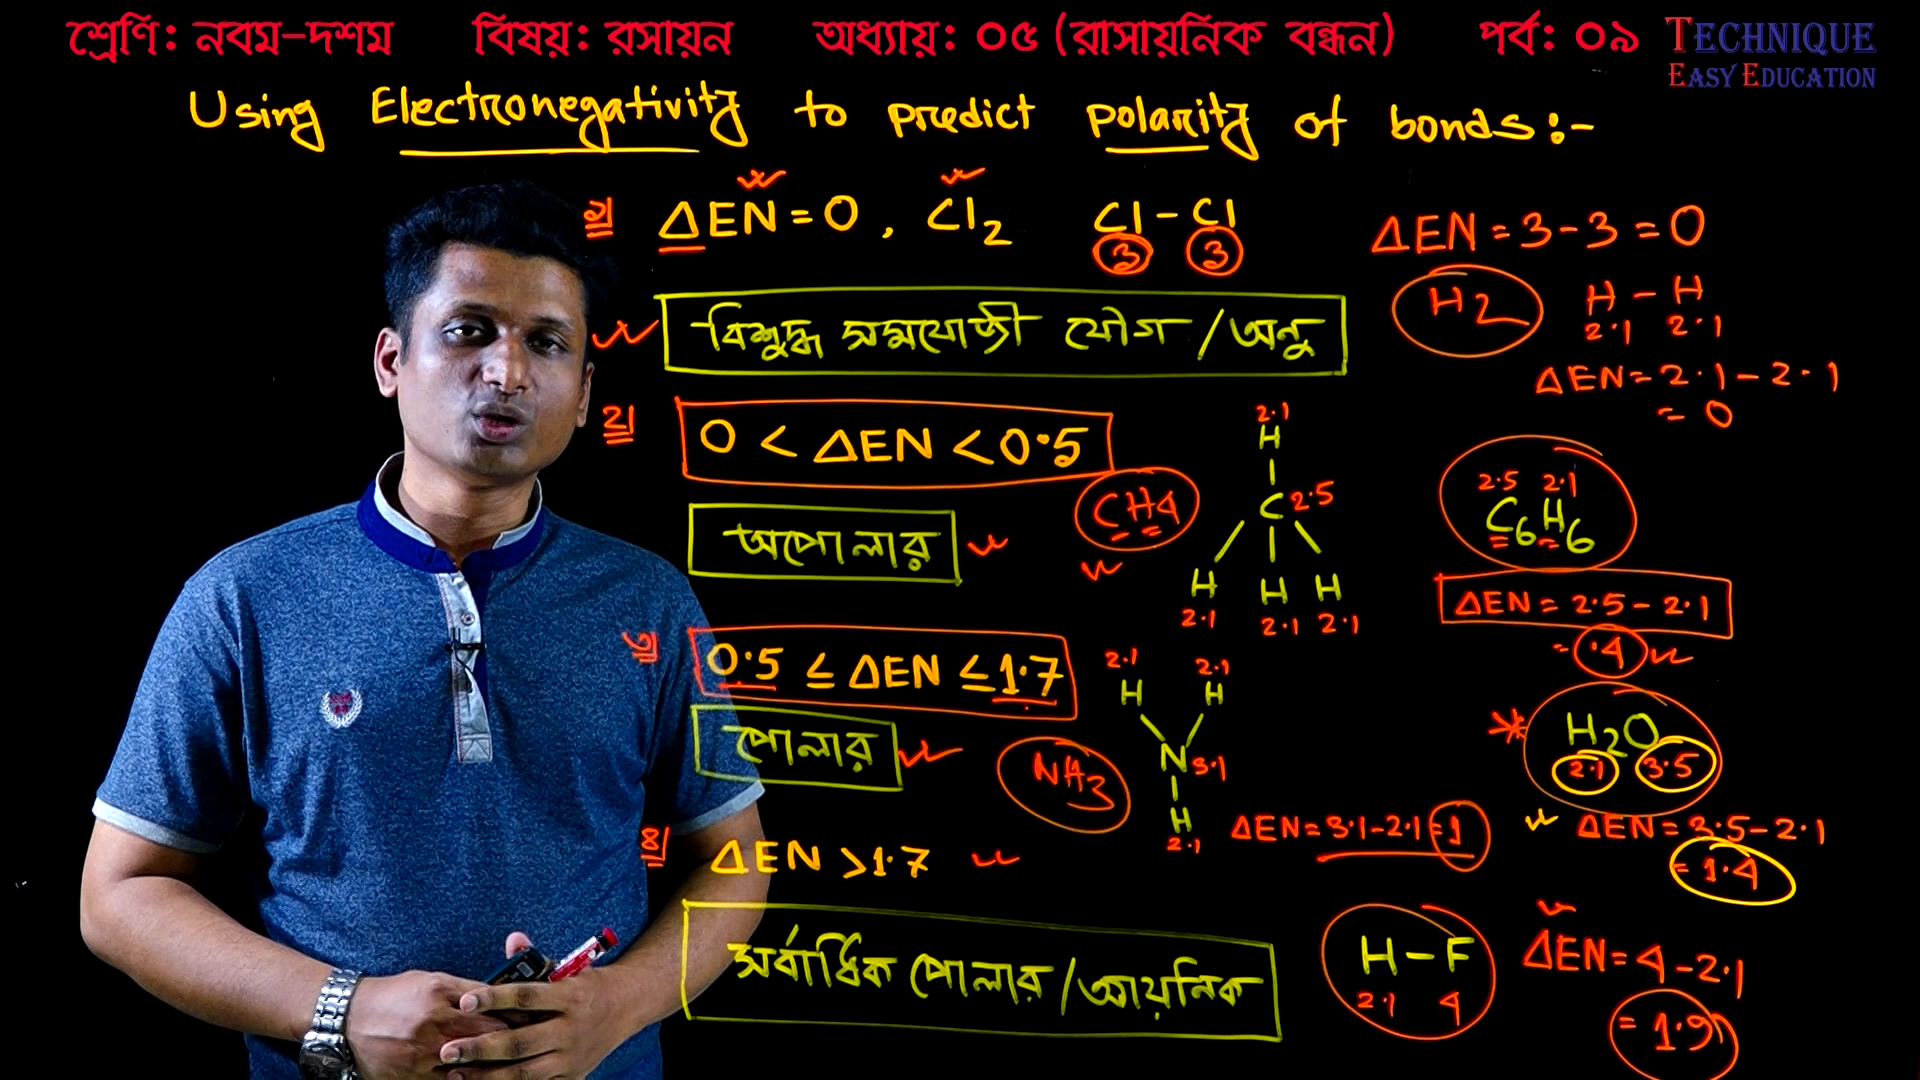 শ্রেণি: নবম-দশম বিষয়: রসায়ন অধ্যায়: ০৫ (রাসায়নিক বন্ধন) পর্ব: ০৯
TECHNIQUE
EASY EDUCATION
Using Electronegativity to predict polarity of bonds:-
১। ΔEN = 0, Cl2 Cl - Cl
3 3
ΔEN = 3 - 3 = 0
H2 H - H
2.1 2.1
ΔEN = 2.1 - 2.1
= 0
বিশুদ্ধ সমযোজী যৌগ / অনু
২। 0 < ΔEN < 0.5
অপোলার
CH4
2.1
H
C 2.5
H H H
2.1 2.1 2.1
2.5 2.1
C6H6
ΔEN = 2.5 - 2.1
= .4
৩। 0.5 ≤ ΔEN ≤ 1.7
পোলার
NH3
2.1 2.1
H H
N 3.1
H
2.1
ΔEN = 3.1 - 2.1 = 1
H2O
2.1 3.5
ΔEN = 3.5 - 2.1
= 1.4
৪। ΔEN > 1.7
সর্বাধিক পোলার / আয়নিক
H - F
2.1 4
ΔEN = 4 - 2.1
= 1.9